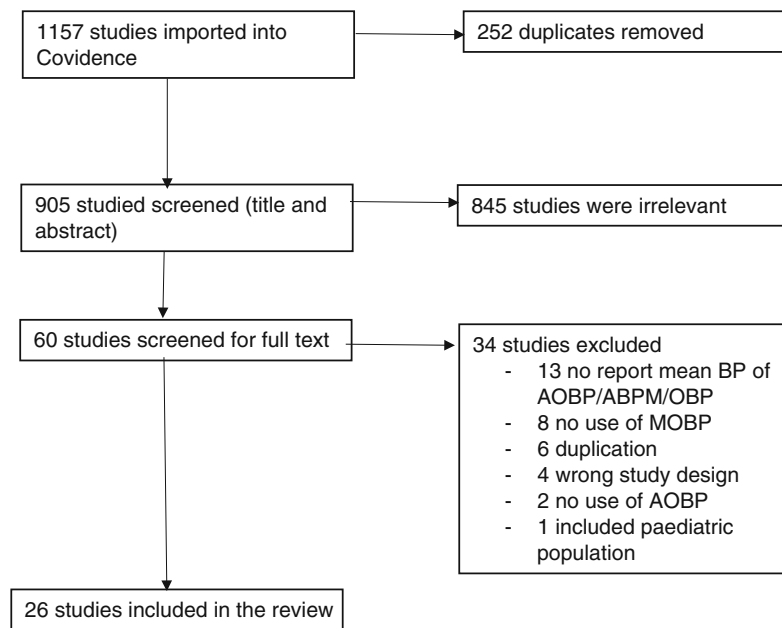 1157 studies imported into
Covidence
252 duplicates removed
905 studied screened (title and
abstract)
845 studies were irrelevant
60 studies screened for full text
34 studies excluded
- 13 no report mean BP of
AOBP/ABPM/OBP
- 8 no use of MOBP
- 6 duplication
- 4 wrong study design
- 2 no use of AOBP
- 1 included paediatric
population
26 studies included in the review